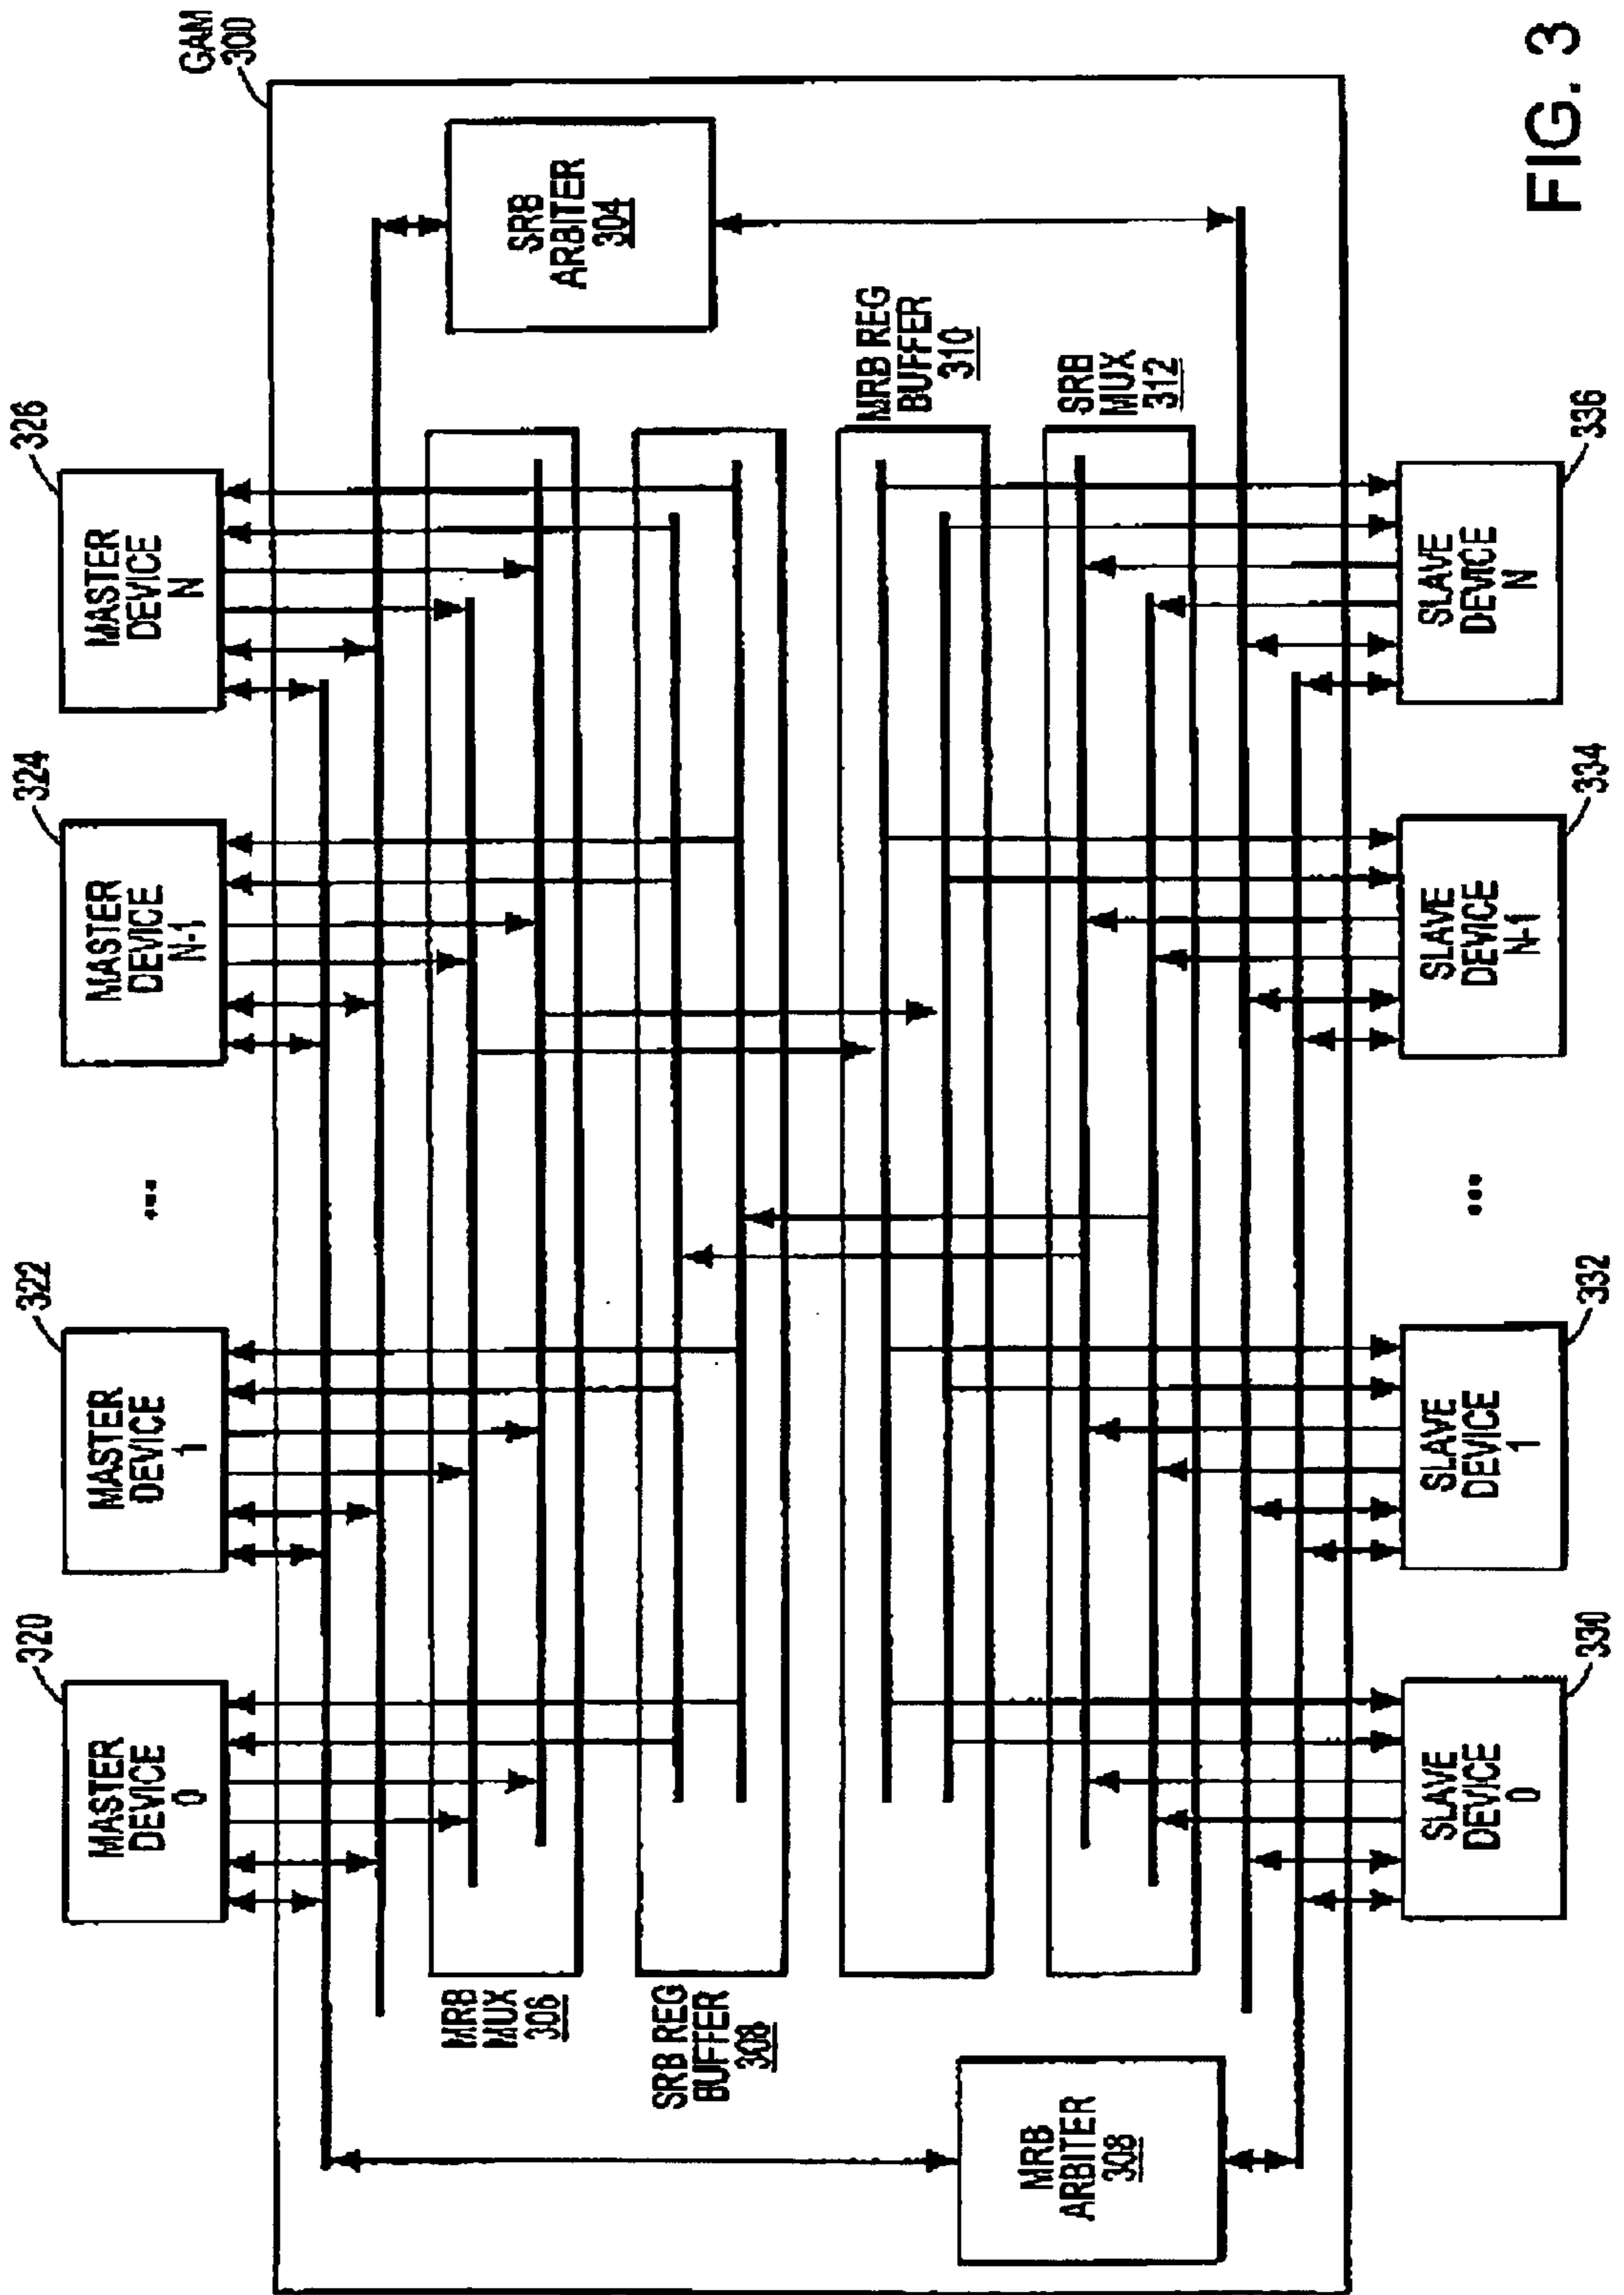 GAM
300
320
322
324
326
MASTER
DEVICE
0
MASTER
DEVICE
1
...
MASTER
DEVICE
N-1
MASTER
DEVICE
N
SRB
ARBITER
304
MRB
MUX
306
SRB REG
BUFFER
308
MRB REG
BUFFER
310
SRB
MUX
312
MRB
ARBITER
308
SLAVE
DEVICE
0
SLAVE
DEVICE
1
...
SLAVE
DEVICE
N-1
SLAVE
DEVICE
N
330
332
334
336
FIG. 3